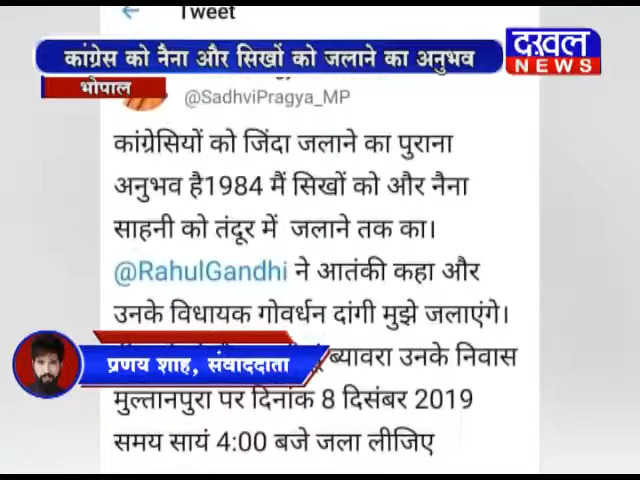 Tweet
दख़ल
NEWS
कांग्रेस को नैना और सिखों को जलाने का अनुभव
भोपाल
@SadhviPragya_MP
कांग्रेसियों को जिंदा जलाने का पुराना
अनुभव है1984 मैं सिखों को और नैना
साहनी को तंदूर में जलाने तक का।
@RahulGandhi ने आतंकी कहा और
उनके विधायक गोवर्धन दांगी मुझे जलाएंगे।
ब्यावरा उनके निवास
प्रणय शाह, संवाददाता
मुल्तानपुरा पर दिनांक 8 दिसंबर 2019
समय सायं 4:00 बजे जला लीजिए